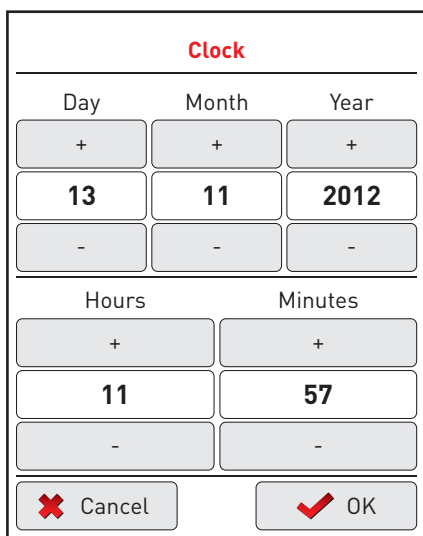 Clock
Day Month Year
+ + +
13 11 2012
- - -
Hours Minutes
+ +
11 57
- -
Cancel OK